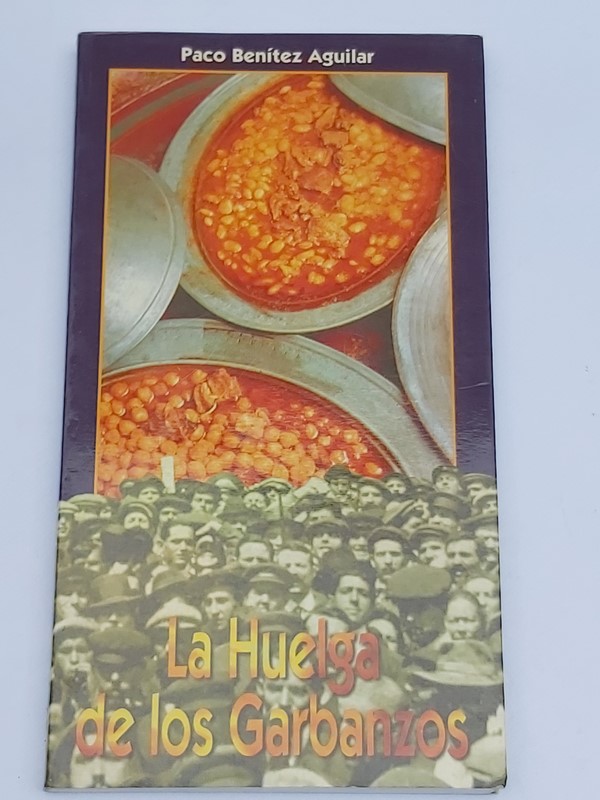 Paco Benítez Aguilar
La Huelga
de los Garbanzos